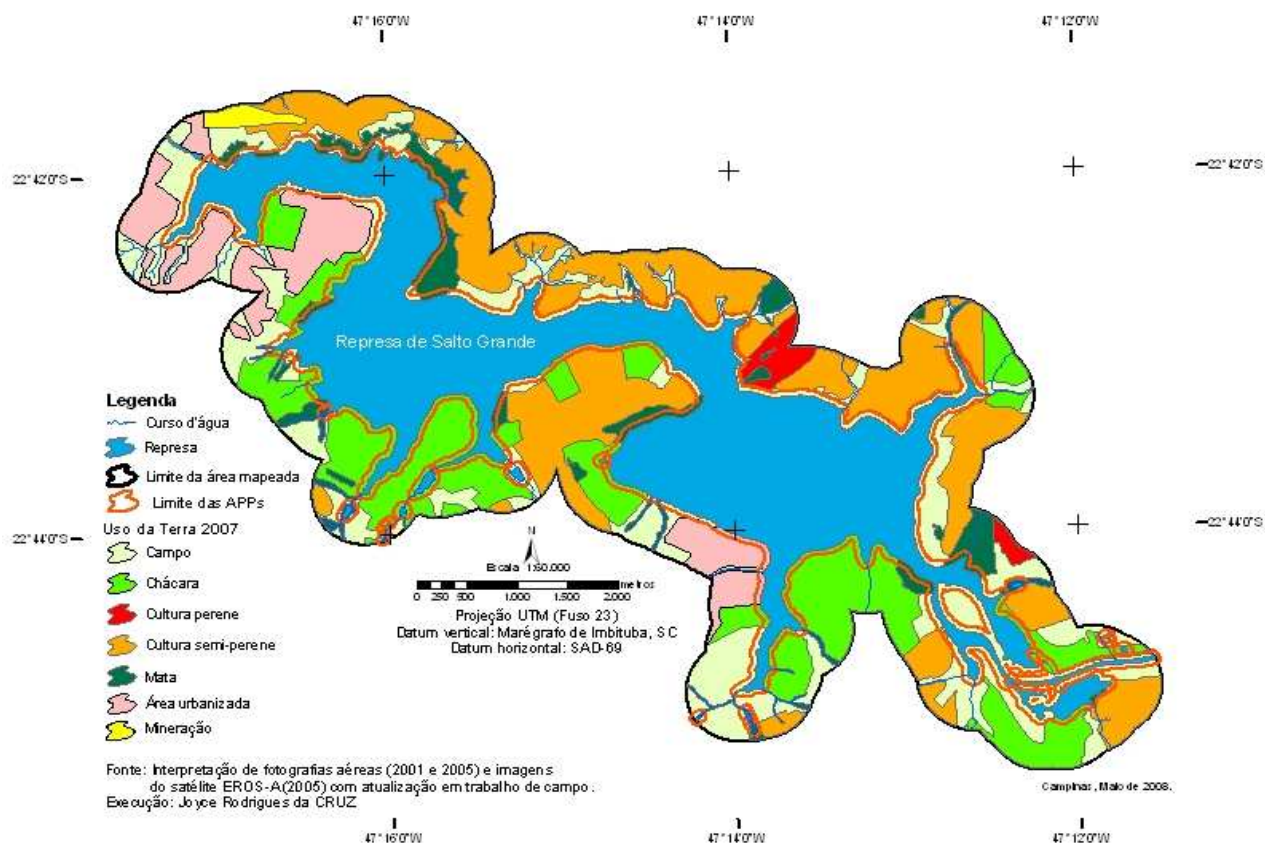 47°16'0"W
47°14'0"W
47°12'0"W
22°42'0"S
22°42'0"S
Represa de Salto Grande
Legenda
Curso d'água
Represa
Limite da área mapeada
Limite das APPs
Uso da Terra 2007
Campo
Chácara
Cultura perene
Cultura semi-perene
Mata
Área urbanizada
Mineração
22°44'0"S
22°44'0"S
N
Escala 1:60.000
0 250 500 1.000 1.500 2.000 metros
Projeção UTM (Fuso 23)
Datum vertical: Marégrafo de Imbituba, SC
Datum horizontal: SAD-69
Fonte: Interpretação de fotografias aéreas (2001 e 2005) e imagens
do satélite EROS-A(2005) com atualização em trabalho de campo.
Execução: Joyce Rodrigues da CRUZ
Campinas, Maio de 2008.
47°16'0"W
47°14'0"W
47°12'0"W